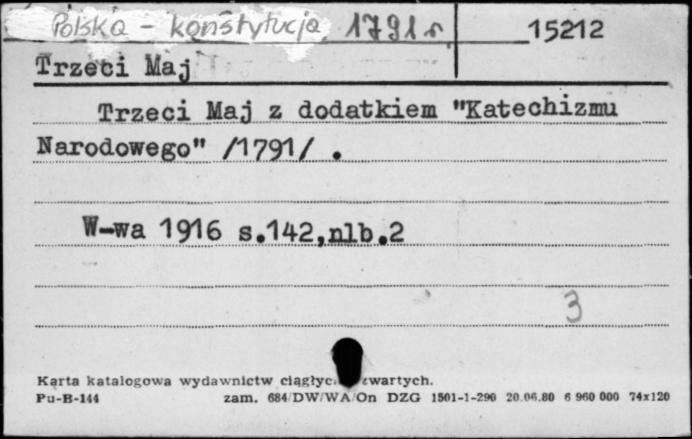 Polska - konstytucja 1791 r 15212
Trzeci Maj
Trzeci Maj z dodatkiem "Katechizmu
Narodowego" /1791/ .
W-wa 1916 s.142,nlb.2
3
Karta katalogowa wydawnictw ciągłyc zwartych.
Pu-B-144 zam. 684/DW/WA/On DZG 1501-1-290 20.06.80 6 960 000 74x120